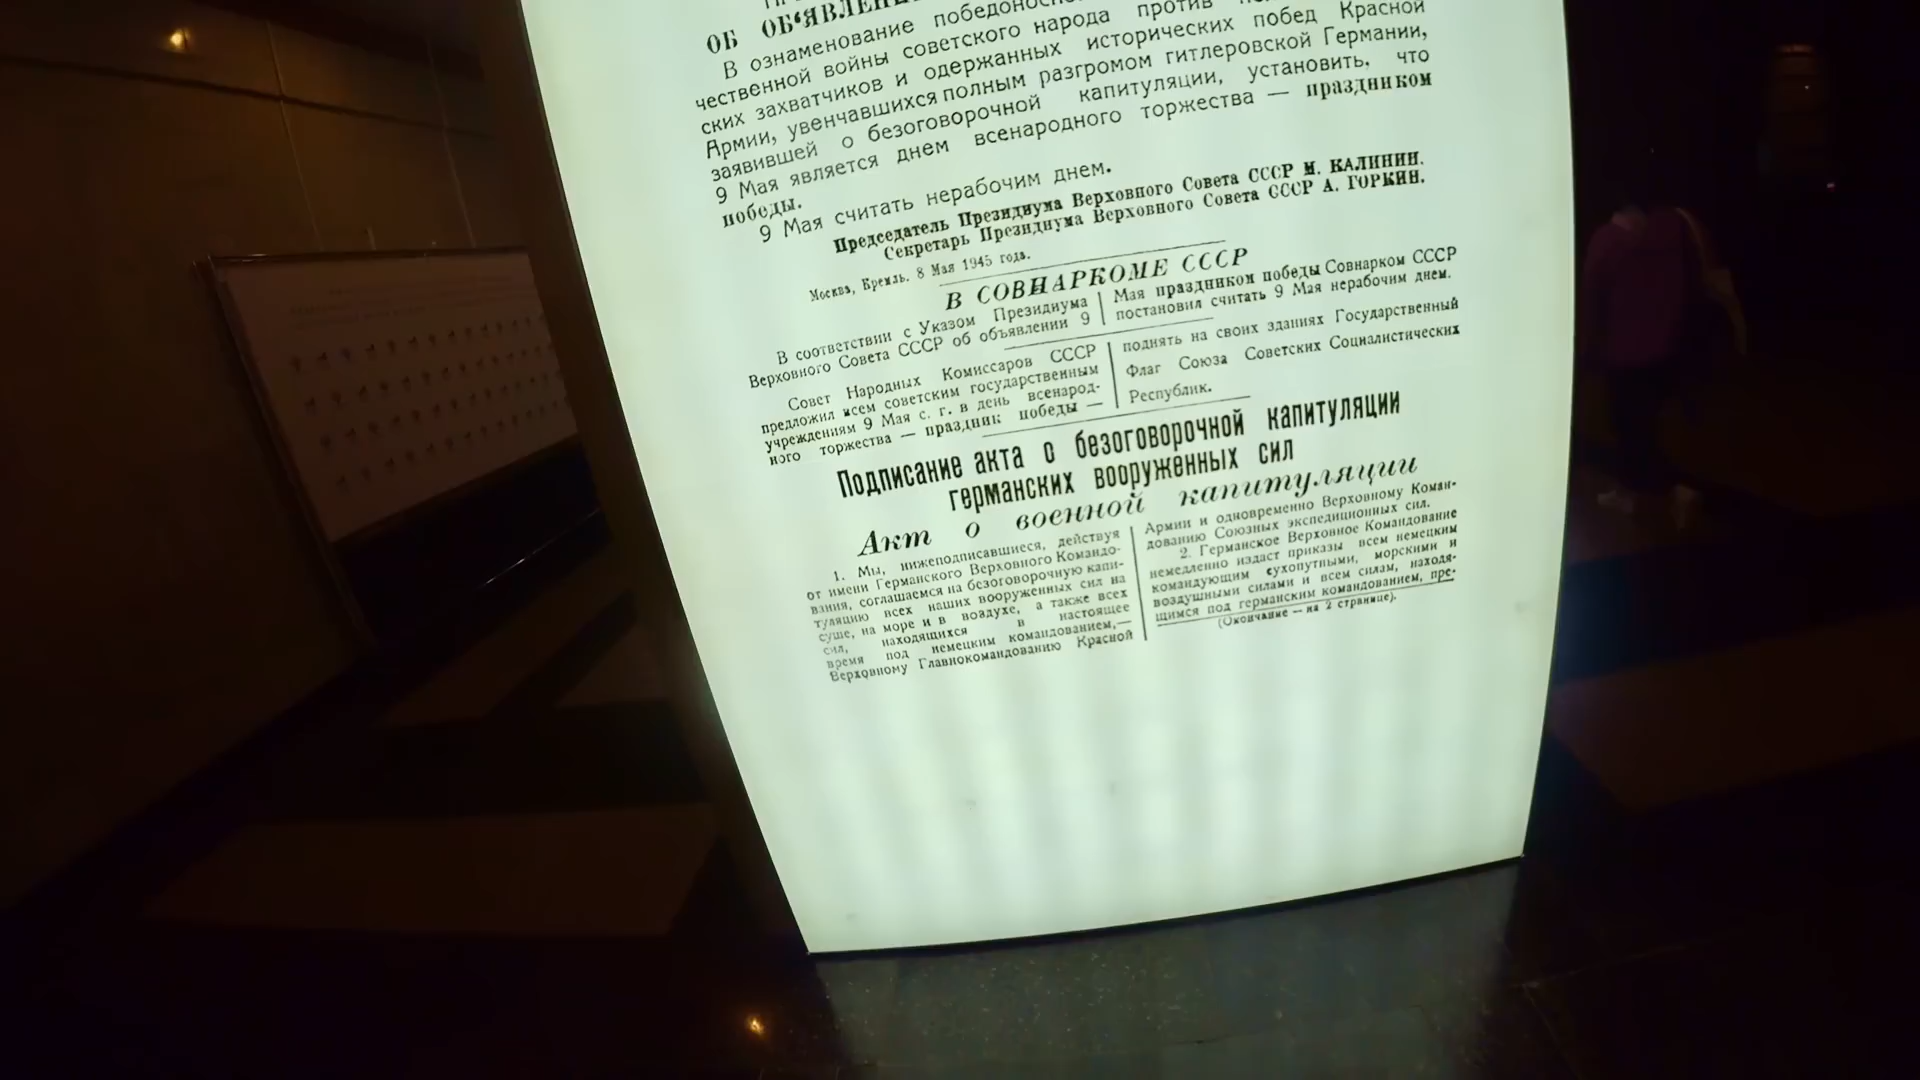 ОБ ОБ‘ЯВЛЕНИ
В ознаменование победонос
чественной войны советского народа против
ских захватчиков и одержанных исторических побед Красной
Армии, увенчавшихся полным разгромом гитлеровской Германии,
заявившей о безоговорочной капитуляции, установить, что
9 Мая является днем всенародного торжества — праздником
победы.
9 Мая считать нерабочим днем.
Председатель Президиума Верховного Совета СССР М. КАЛИНИН.
Секретарь Президиума Верховного Совета СССР А. ГОРКИН.
Москва, Кремль. 8 Мая 1945 года.
В СОВНАРКОМЕ СССР
В соответствии с Указом Президиума
Верховного Совета СССР об объявлении 9
Мая праздником победы Совнарком СССР
постановил считать 9 Мая нерабочим днем.
Совет Народных Комиссаров СССР
предложил всем советским государственным
учреждениям 9 Мая с. г. в день всенарод-
ного торжества — праздник победы —
поднять на своих зданиях Государственный
Флаг Союза Советских Социалистических
Республик.
Подписание акта о безоговорочной капитуляции
германских вооруженных сил
Акт о военной капитуляции
1. Мы, нижеподписавшиеся, действуя
от имени Германского Верховного Командо-
вания, соглашаемся на безоговорочную капи-
туляцию всех наших вооруженных сил на
суше, на море и в воздухе, а также всех
сил, находящихся в настоящее
время под немецким командованием,—
Верховному Главнокомандованию Красной
Армии и одновременно Верховному Коман-
дованию Союзных экспедиционных сил.
2. Германское Верховное Командование
немедленно издаст приказы всем немецким
командующим сухопутными, морскими и
воздушными силами и всем силам, находя-
щимся под германским командованием, пре-
(Окончание — на 2 странице).